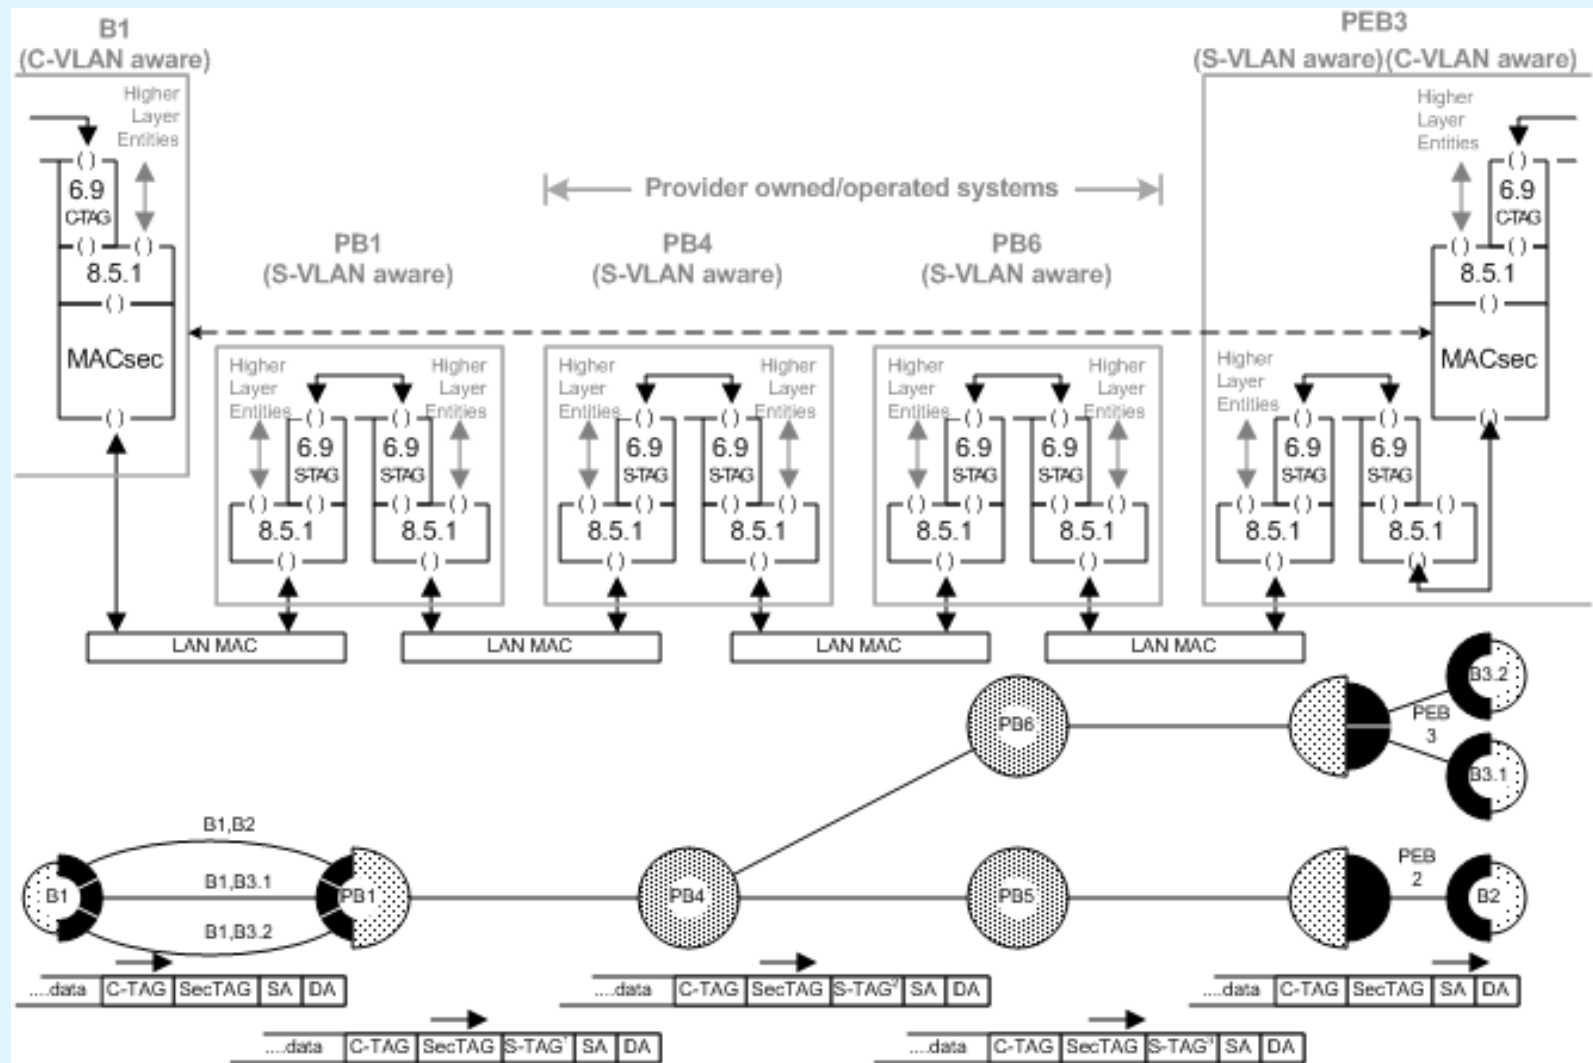 B1
(C-VLAN aware)
PEB3
(S-VLAN aware)(C-VLAN aware)
Higher
Layer
Entities
Higher
Layer
Entities
( )
6.9
C-TAG
( ) ( )
8.5.1
( )
MACsec
( )
( )
6.9
C-TAG
( ) ( )
8.5.1
( )
MACsec
( )
Provider owned/operated systems
PB1
(S-VLAN aware)
PB4
(S-VLAN aware)
PB6
(S-VLAN aware)
Higher
Layer
Entities
Higher
Layer
Entities
( ) ( )
6.9
S-TAG
6.9
S-TAG
( ) ( ) ( ) ( )
8.5.1
8.5.1
( ) ( )
Higher
Layer
Entities
Higher
Layer
Entities
( ) ( )
6.9
S-TAG
6.9
S-TAG
( ) ( ) ( ) ( )
8.5.1
8.5.1
( ) ( )
Higher
Layer
Entities
Higher
Layer
Entities
( ) ( )
6.9
S-TAG
6.9
S-TAG
( ) ( ) ( ) ( )
8.5.1
8.5.1
( ) ( )
Higher
Layer
Entities
( ) ( )
6.9
S-TAG
6.9
S-TAG
( ) ( ) ( ) ( )
8.5.1
8.5.1
( ) ( )
LAN MAC
LAN MAC
LAN MAC
LAN MAC
B3.2
PB6
PEB
3
B3.1
B1,B2
B1
B1,B3.1
PB1
PB4
PB5
PEB
2
B2
B1,B3.2
....data C-TAG SecTAG SA DA
....data C-TAG SecTAG S-TAG² SA DA
....data C-TAG SecTAG SA DA
....data C-TAG SecTAG S-TAG¹ SA DA
....data C-TAG SecTAG S-TAG³ SA DA